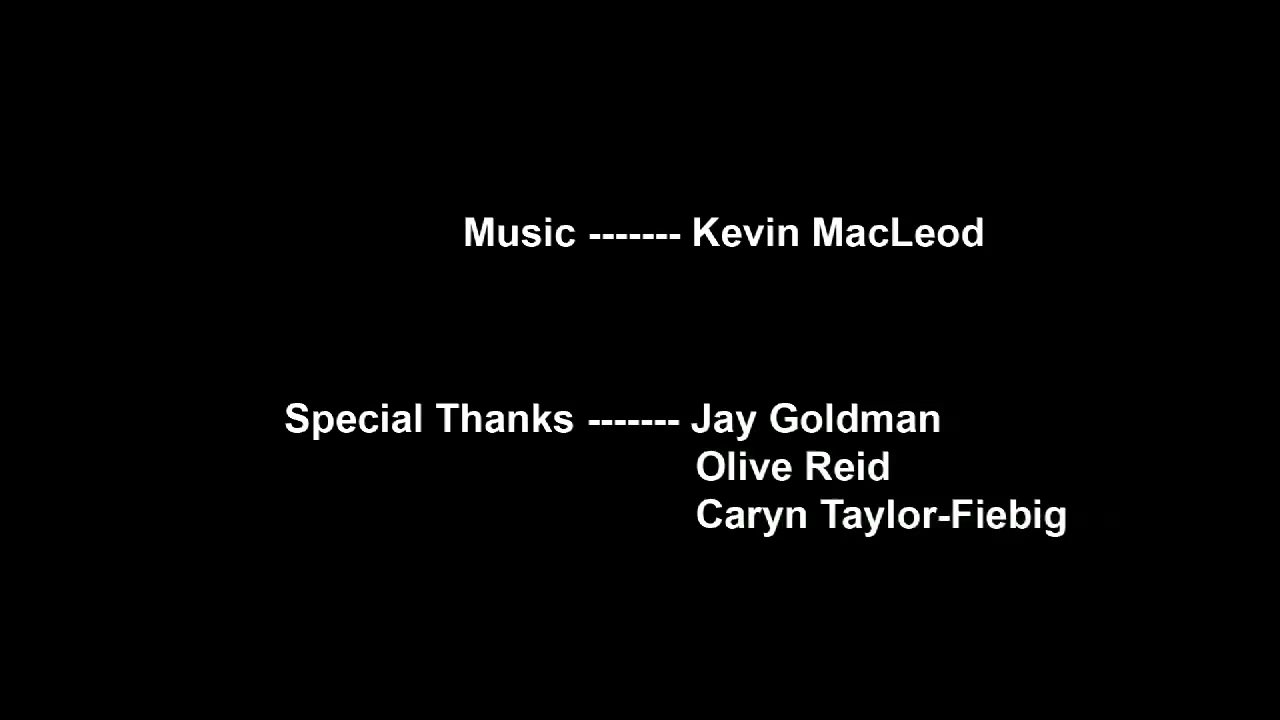 Music ------- Kevin MacLeod
Special Thanks ------- Jay Goldman
Olive Reid
Caryn Taylor-Fiebig